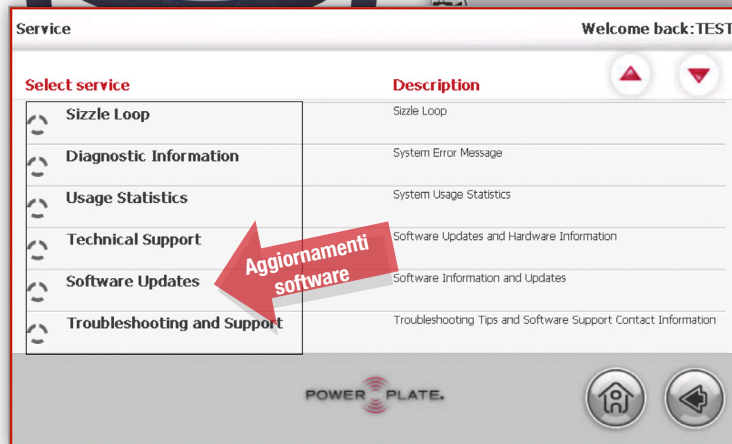 Service Welcome back:TEST
Select service Description
Sizzle Loop Sizzle Loop
Diagnostic Information System Error Message
Usage Statistics System Usage Statistics
Technical Support Software Updates and Hardware Information
Aggiornamenti
software
Software Updates Software Information and Updates
Troubleshooting and Support Troubleshooting Tips and Software Support Contact Information
POWER PLATE.